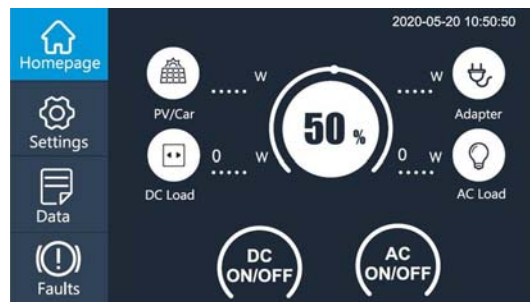 2020-05-20 10:50:50
Homepage
Settings
Data
Faults
PV/Car
..... W
DC Load
0 W
.....
50 %
..... W
Adapter
0 W
.....
AC Load
DC
ON/OFF
AC
ON/OFF